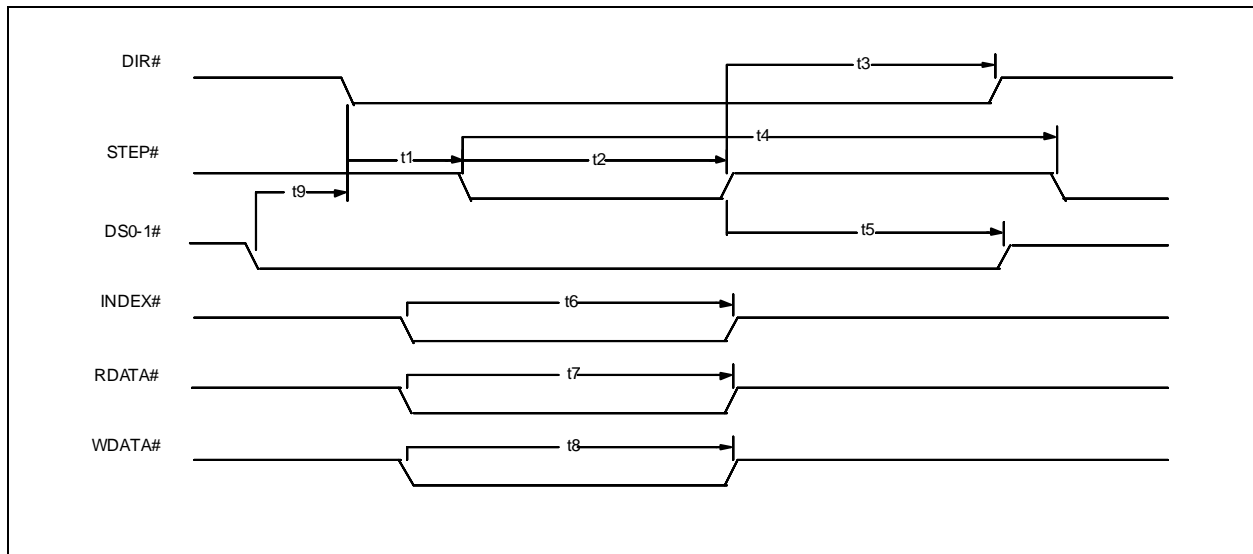 DIR#
t3
t4
STEP#
t1
t2
t9
DS0-1#
t5
INDEX#
t6
RDATA#
t7
WDATA#
t8